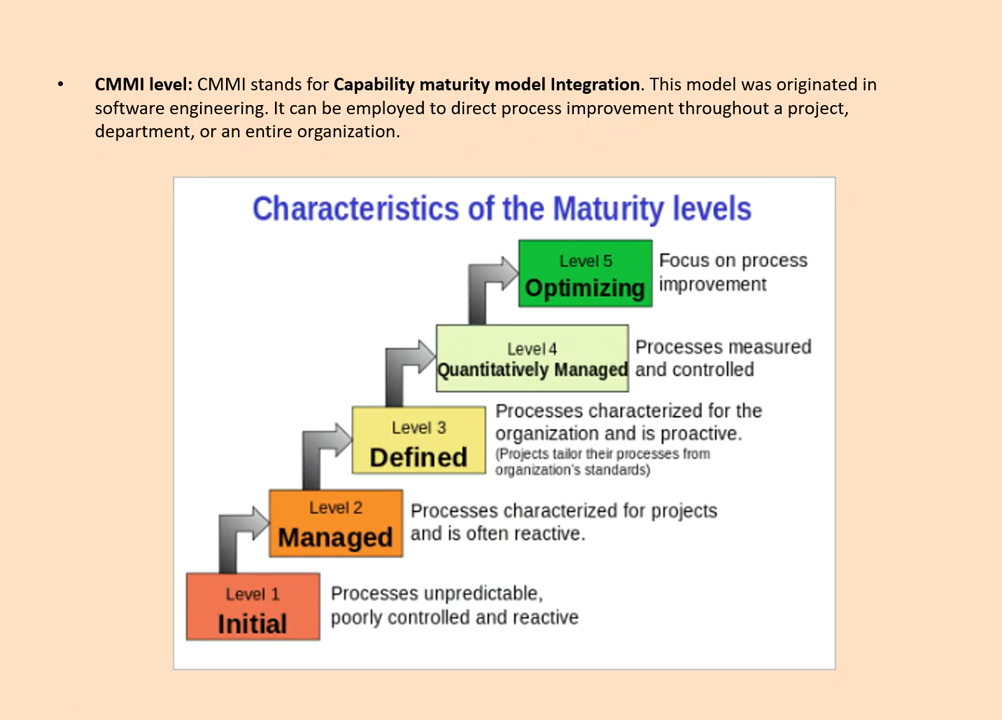 • CMMI level: CMMI stands for Capability maturity model Integration. This model was originated in
software engineering. It can be employed to direct process improvement throughout a project,
department, or an entire organization.
Characteristics of the Maturity levels
Level 5
Optimizing
Focus on process
improvement
Level 4
Quantitatively Managed
Processes measured
and controlled
Level 3
Defined
Processes characterized for the
organization and is proactive.
(Projects tailor their processes from
organization's standards)
Level 2
Managed
Processes characterized for projects
and is often reactive.
Level 1
Initial
Processes unpredictable,
poorly controlled and reactive